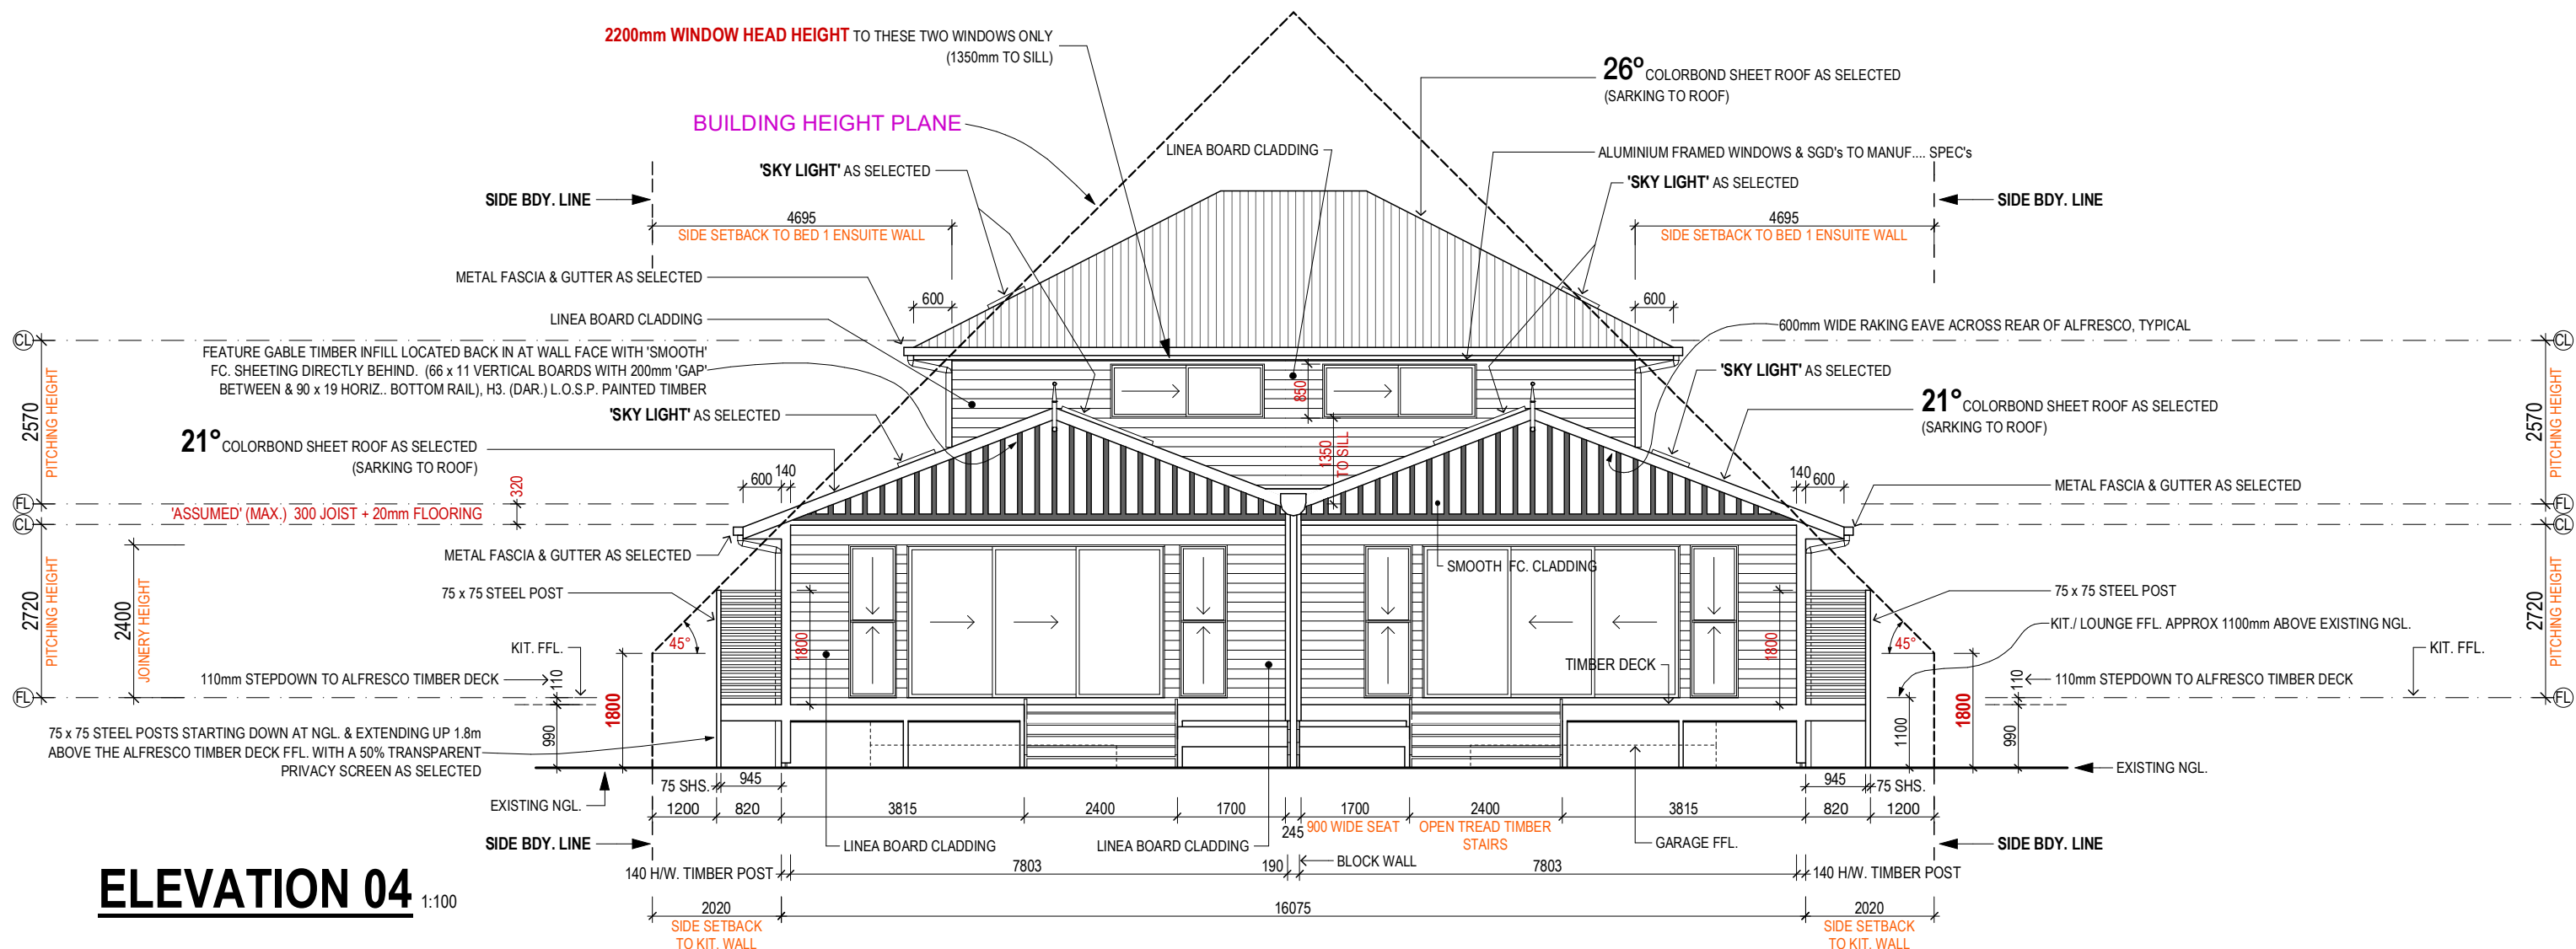 2200mm WINDOW HEAD HEIGHT TO THESE TWO WINDOWS ONLY
(1350mm TO SILL)
26° COLORBOND SHEET ROOF AS SELECTED
(SARKING TO ROOF)
BUILDING HEIGHT PLANE
LINEA BOARD CLADDING
ALUMINIUM FRAMED WINDOWS & SGD's TO MANUF.... SPEC's
'SKY LIGHT' AS SELECTED
'SKY LIGHT' AS SELECTED
SIDE BDY. LINE
SIDE BDY. LINE
4695
SIDE SETBACK TO BED 1 ENSUITE WALL
4695
SIDE SETBACK TO BED 1 ENSUITE WALL
METAL FASCIA & GUTTER AS SELECTED
600
600
LINEA BOARD CLADDING
600mm WIDE RAKING EAVE ACROSS REAR OF ALFRESCO, TYPICAL
CL
CL
FEATURE GABLE TIMBER INFILL LOCATED BACK IN AT WALL FACE WITH 'SMOOTH'
FC. SHEETING DIRECTLY BEHIND. (66 x 11 VERTICAL BOARDS WITH 200mm 'GAP'
BETWEEN & 90 x 19 HORIZ.. BOTTOM RAIL), H3. (DAR.) L.O.S.P. PAINTED TIMBER
850
'SKY LIGHT' AS SELECTED
2570
PITCHING HEIGHT
2570
PITCHING HEIGHT
'SKY LIGHT' AS SELECTED
21° COLORBOND SHEET ROOF AS SELECTED
(SARKING TO ROOF)
21° COLORBOND SHEET ROOF AS SELECTED
(SARKING TO ROOF)
1350
TO SILL
600
140
140
600
METAL FASCIA & GUTTER AS SELECTED
320
FL
FL
'ASSUMED' (MAX.) 300 JOIST + 20mm FLOORING
CL
CL
METAL FASCIA & GUTTER AS SELECTED
SMOOTH FC. CLADDING
75 x 75 STEEL POST
75 x 75 STEEL POST
2720
PITCHING HEIGHT
2400
JOINERY HEIGHT
2720
PITCHING HEIGHT
KIT./ LOUNGE FFL. APPROX 1100mm ABOVE EXISTING NGL.
45°
1800
1800
45°
KIT. FFL.
KIT. FFL.
TIMBER DECK
110mm STEPDOWN TO ALFRESCO TIMBER DECK
110
110
110mm STEPDOWN TO ALFRESCO TIMBER DECK
FL
FL
1800
1800
990
1100
990
75 x 75 STEEL POSTS STARTING DOWN AT NGL. & EXTENDING UP 1.8m
ABOVE THE ALFRESCO TIMBER DECK FFL. WITH A 50% TRANSPARENT
PRIVACY SCREEN AS SELECTED
EXISTING NGL.
EXISTING NGL.
75 SHS.
945
945
75 SHS.
1200
820
3815
2400
1700
245
1700
2400
3815
820
1200
900 WIDE SEAT
OPEN TREAD TIMBER
STAIRS
SIDE BDY. LINE
LINEA BOARD CLADDING
LINEA BOARD CLADDING
GARAGE FFL.
SIDE BDY. LINE
140 H/W. TIMBER POST
7803
190
BLOCK WALL
7803
140 H/W. TIMBER POST
ELEVATION 04 1:100
2020
16075
2020
SIDE SETBACK
TO KIT. WALL
SIDE SETBACK
TO KIT. WALL